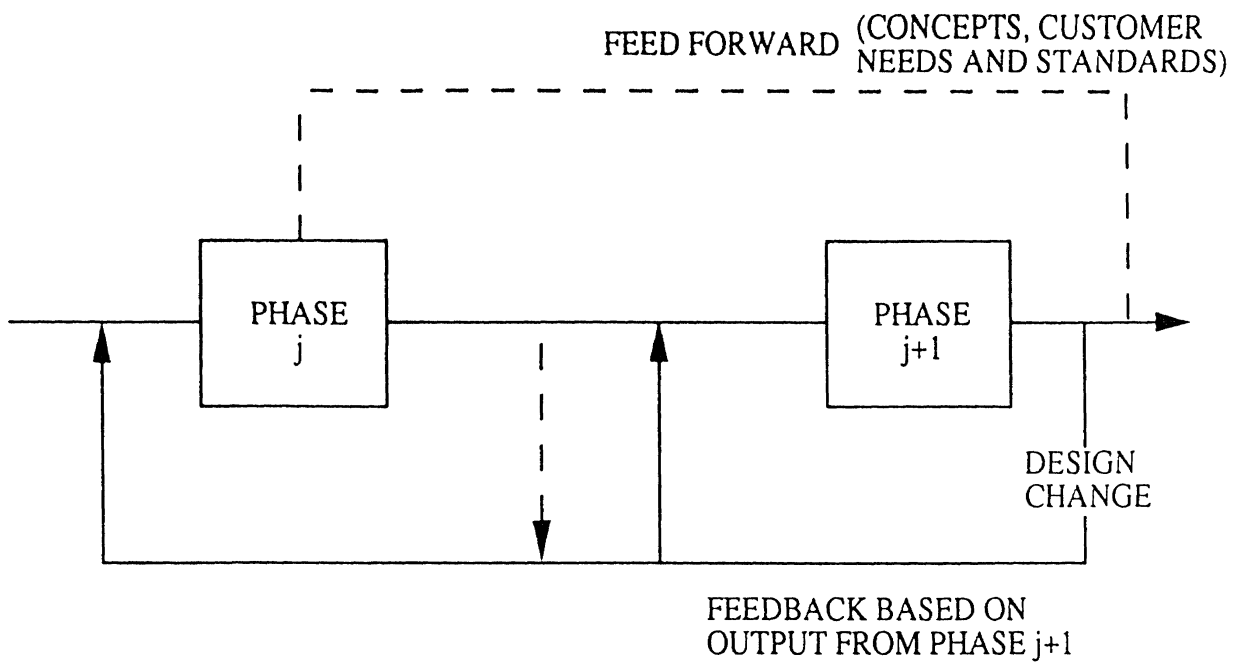 FEED FORWARD (CONCEPTS, CUSTOMER
NEEDS AND STANDARDS)
PHASE
j
PHASE
j+1
DESIGN
CHANGE
FEEDBACK BASED ON
OUTPUT FROM PHASE j+1